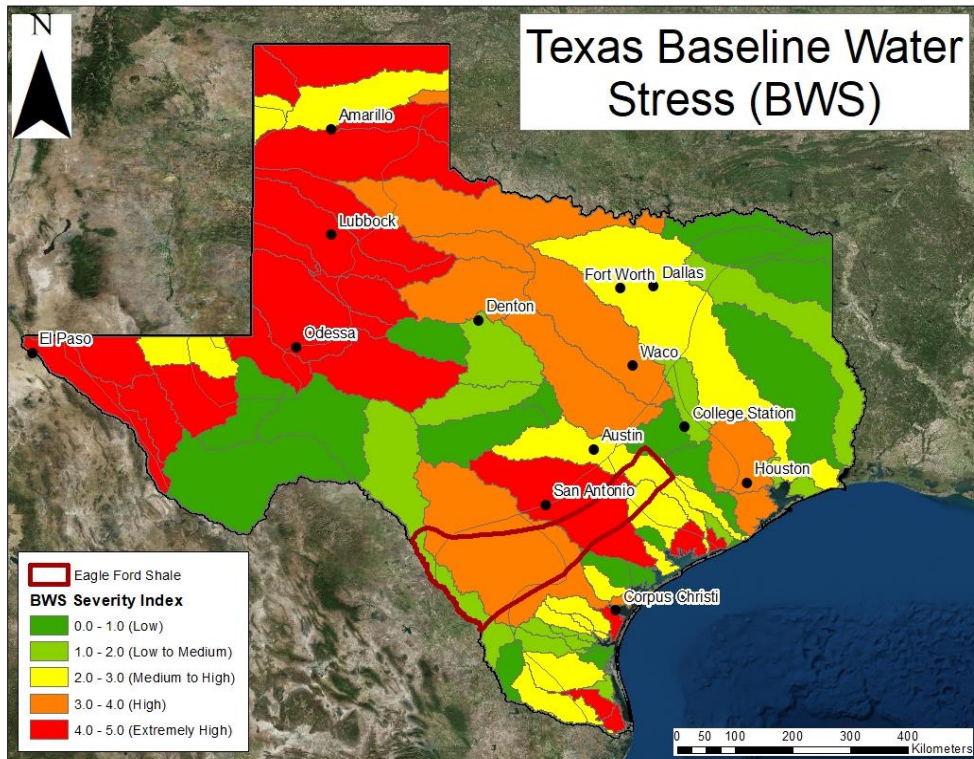 N
Texas Baseline Water
Stress (BWS)
Amarillo
Lubbock
Fort Worth
Dallas
Denton
El Paso
Odessa
Waco
College Station
Austin
Houston
San Antonio
Corpus Christi
Eagle Ford Shale
BWS Severity Index
0.0 - 1.0 (Low)
1.0 - 2.0 (Low to Medium)
2.0 - 3.0 (Medium to High)
3.0 - 4.0 (High)
4.0 - 5.0 (Extremely High)
0 50 100 200 300 400
Kilometers